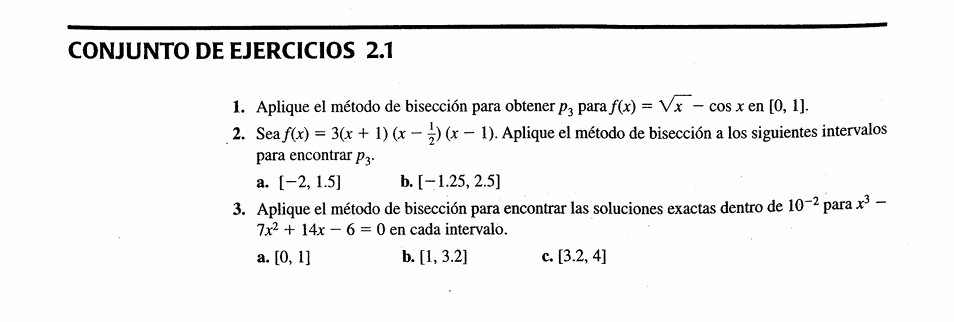 CONJUNTO DE EJERCICIOS 2.1
1. Aplique el método de bisección para obtener p₃ para f(x) = √x − cos x en [0, 1].
2. Sea f(x) = 3(x + 1) (x − ½) (x − 1). Aplique el método de bisección a los siguientes intervalos
para encontrar p₃.
a. [−2, 1.5] b. [−1.25, 2.5]
3. Aplique el método de bisección para encontrar las soluciones exactas dentro de 10⁻² para x³ −
7x² + 14x − 6 = 0 en cada intervalo.
a. [0, 1] b. [1, 3.2] c. [3.2, 4]